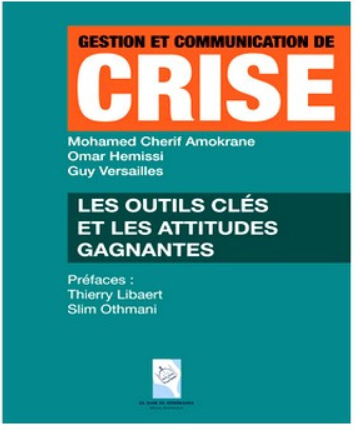 GESTION ET COMMUNICATION DE
CRISE
Mohamed Cherif Amokrane
Omar Hemissi
Guy Versailles
LES OUTILS CLÉS
ET LES ATTITUDES
GAGNANTES
Préfaces :
Thierry Libaert
Slim Othmani